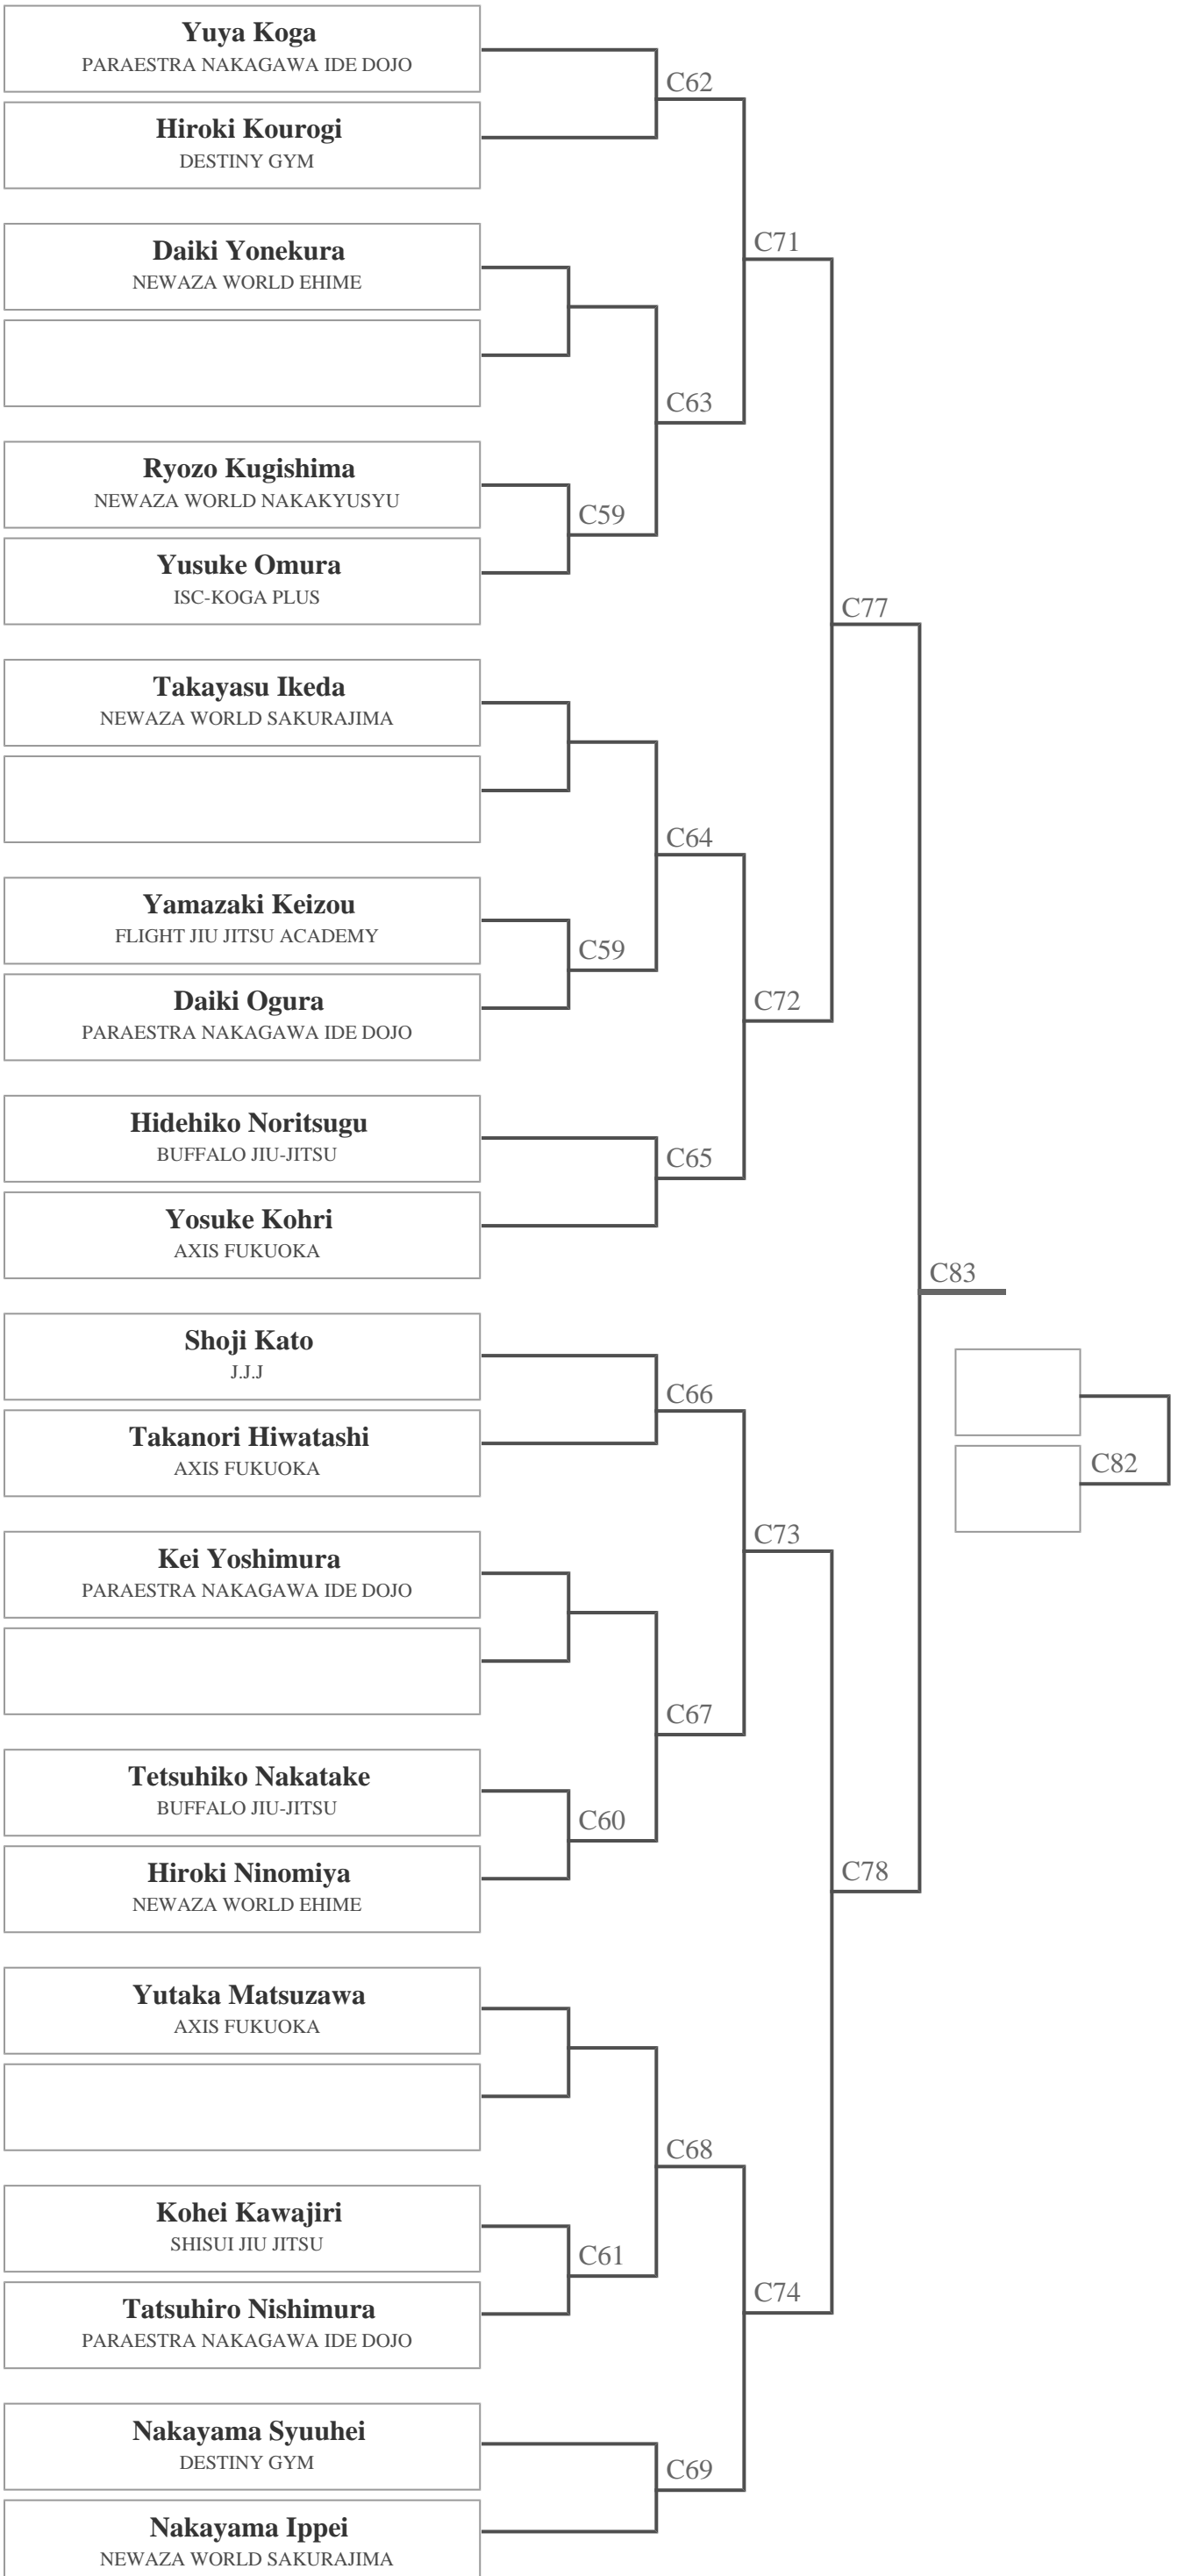 Yuya Koga
PARAESTRA NAKAGAWA IDE DOJO
C62
Hiroki Kourogi
DESTINY GYM
Daiki Yonekura
NEWAZA WORLD EHIME
C71
C63
Ryozo Kugishima
NEWAZA WORLD NAKAKYUSYU
C59
Yusuke Omura
ISC-KOGA PLUS
C77
Takayasu Ikeda
NEWAZA WORLD SAKURAJIMA
C64
Yamazaki Keizou
FLIGHT JIU JITSU ACADEMY
C59
Daiki Ogura
PARAESTRA NAKAGAWA IDE DOJO
C72
Hidehiko Noritsugu
BUFFALO JIU-JITSU
C65
Yosuke Kohri
AXIS FUKUOKA
C83
Shoji Kato
J.J.J
C66
Takanori Hiwatashi
AXIS FUKUOKA
C82
C73
Kei Yoshimura
PARAESTRA NAKAGAWA IDE DOJO
C67
Tetsuhiko Nakatake
BUFFALO JIU-JITSU
C60
Hiroki Ninomiya
NEWAZA WORLD EHIME
C78
Yutaka Matsuzawa
AXIS FUKUOKA
C68
Kohei Kawajiri
SHISUI JIU JITSU
C61
Tatsuhiro Nishimura
PARAESTRA NAKAGAWA IDE DOJO
C74
Nakayama Syuuhei
DESTINY GYM
C69
Nakayama Ippei
NEWAZA WORLD SAKURAJIMA